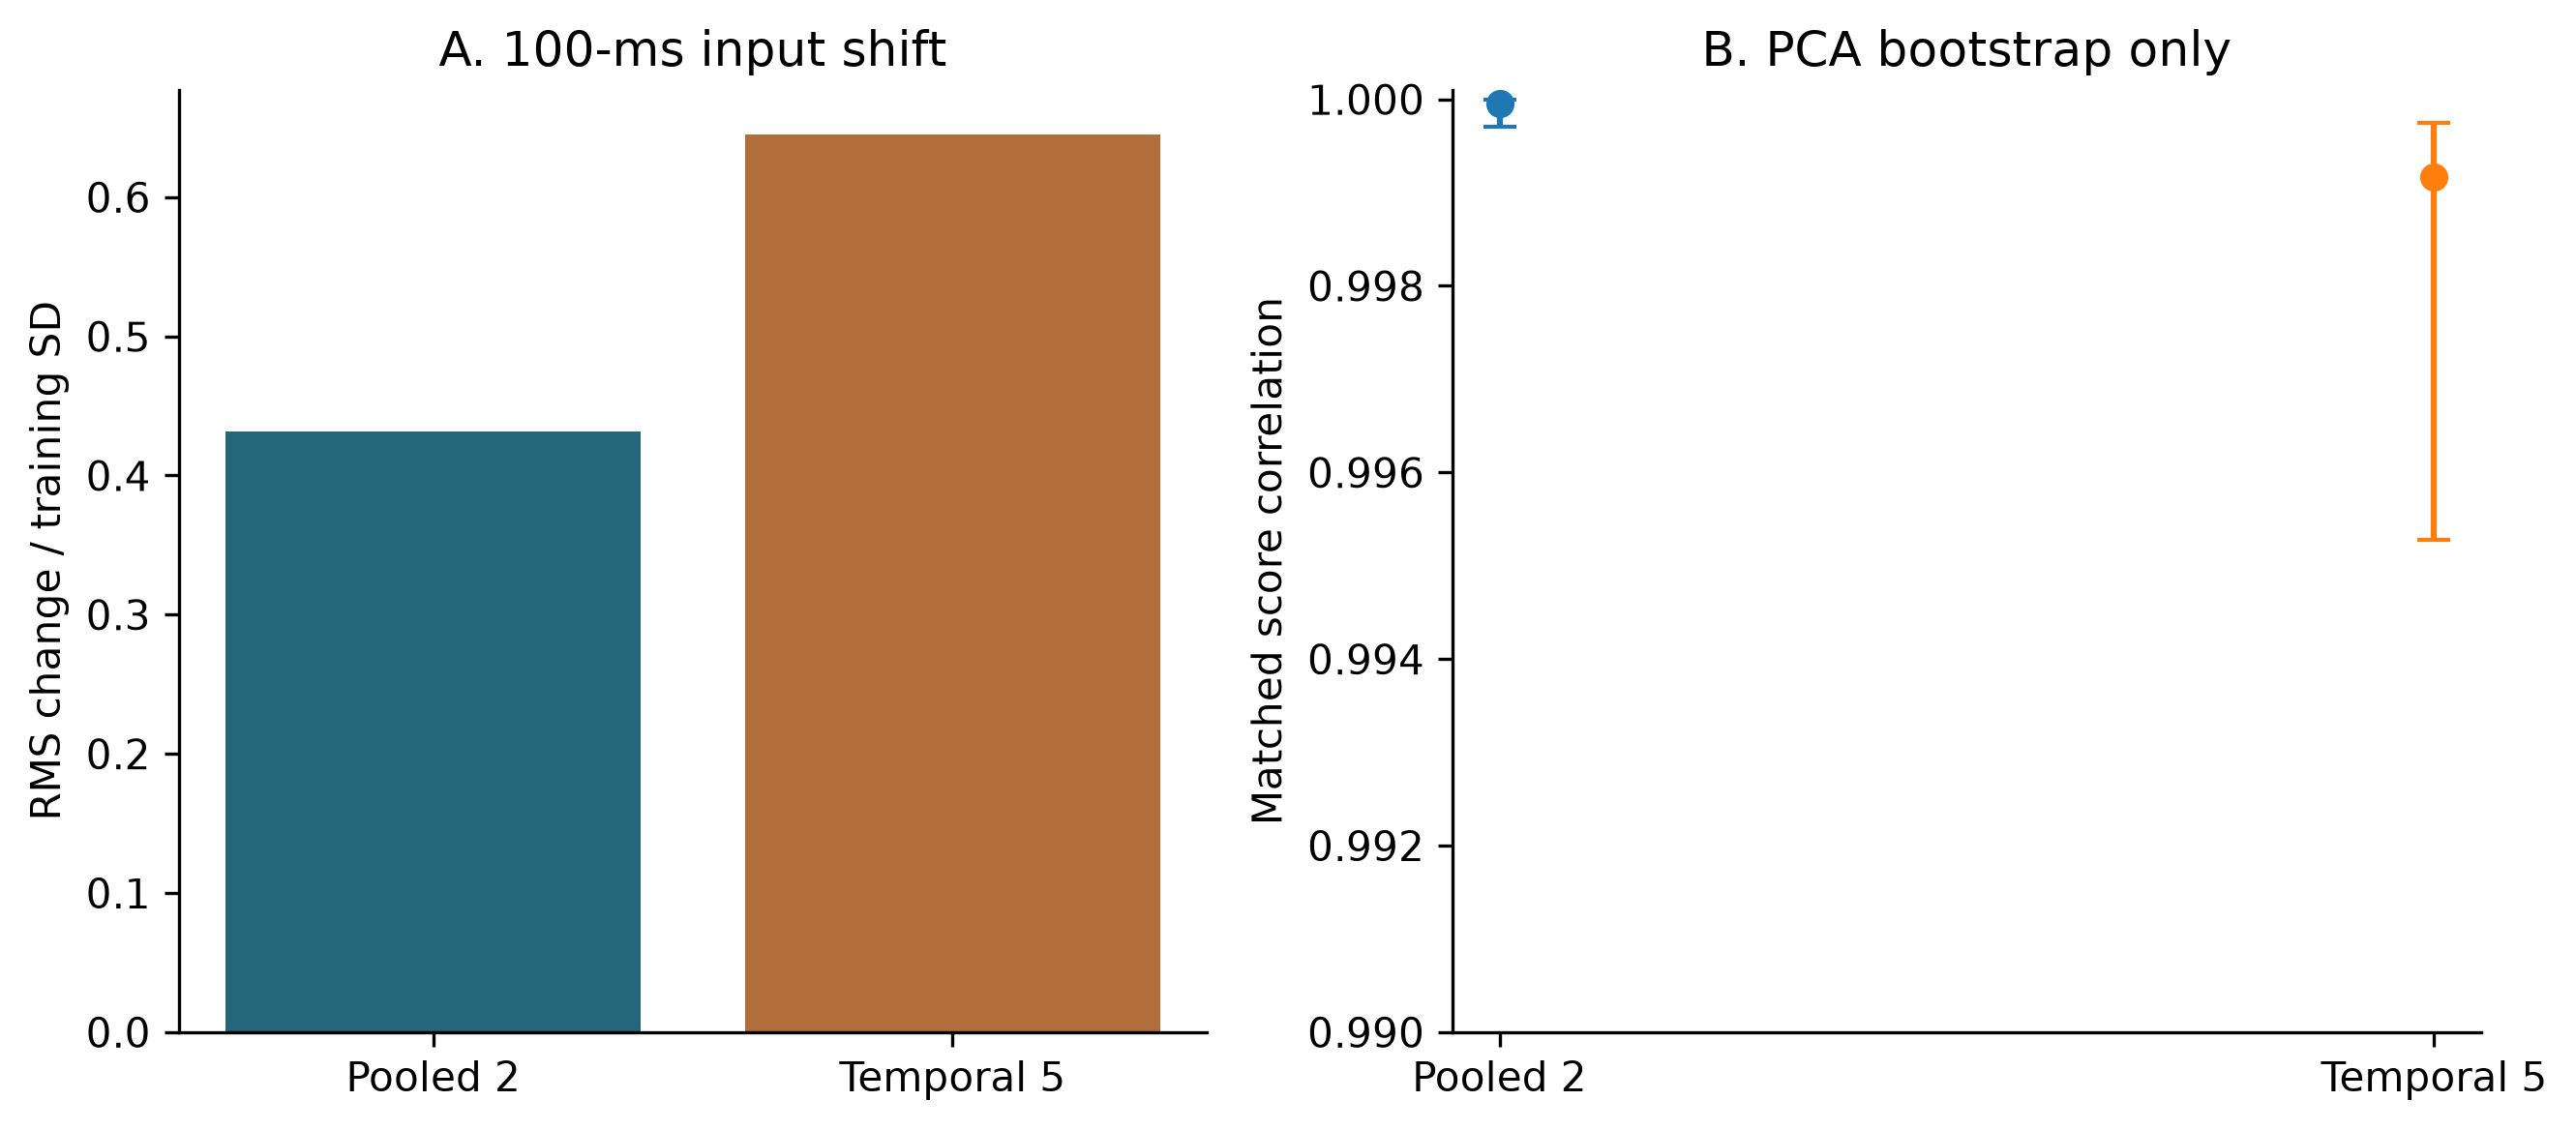 A. 100-ms input shift
RMS change / training SD
0.6
0.5
0.4
0.3
0.2
0.1
0.0
Pooled 2
Temporal 5
B. PCA bootstrap only
Matched score correlation
1.000
0.998
0.996
0.994
0.992
0.990
Pooled 2
Temporal 5